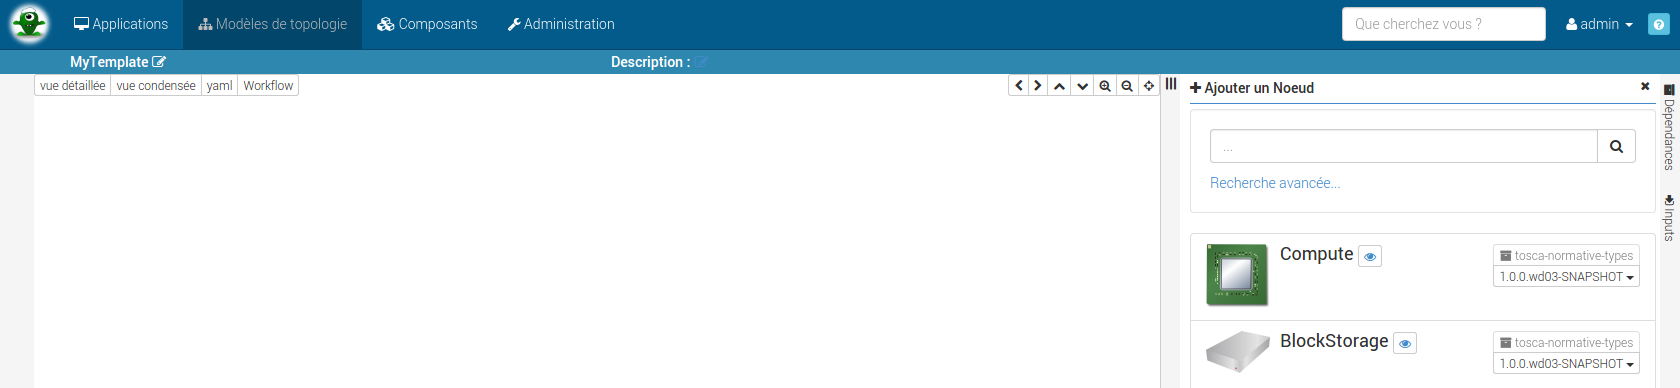 Applications Modèles de topologie Composants Administration Que cherchez vous ? admin
MyTemplate Description :
vue détaillée vue condensée yaml Workflow
Ajouter un Noeud
...
Recherche avancée...
Compute
tosca-normative-types
1.0.0.wd03-SNAPSHOT
BlockStorage
tosca-normative-types
1.0.0.wd03-SNAPSHOT
Dépendances
Inputs